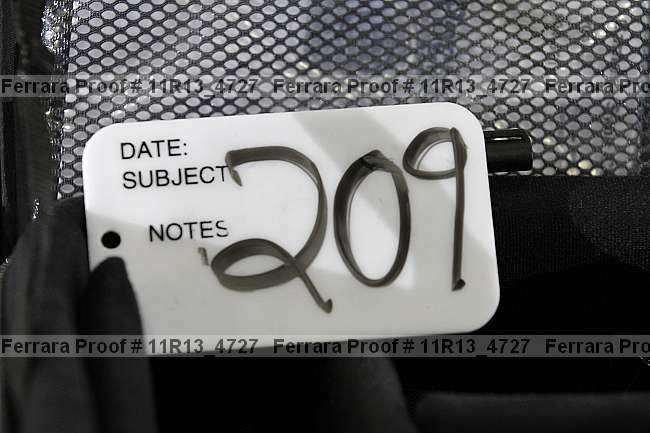 Ferrara Proof # 11R13_4727 Ferrara Proof # 11R13_4727 Ferrara Pro
DATE:
SUBJECT
209
NOTES
Ferrara Proof # 11R13_4727 Ferrara Proof # 11R13_4727 Ferrara Pro